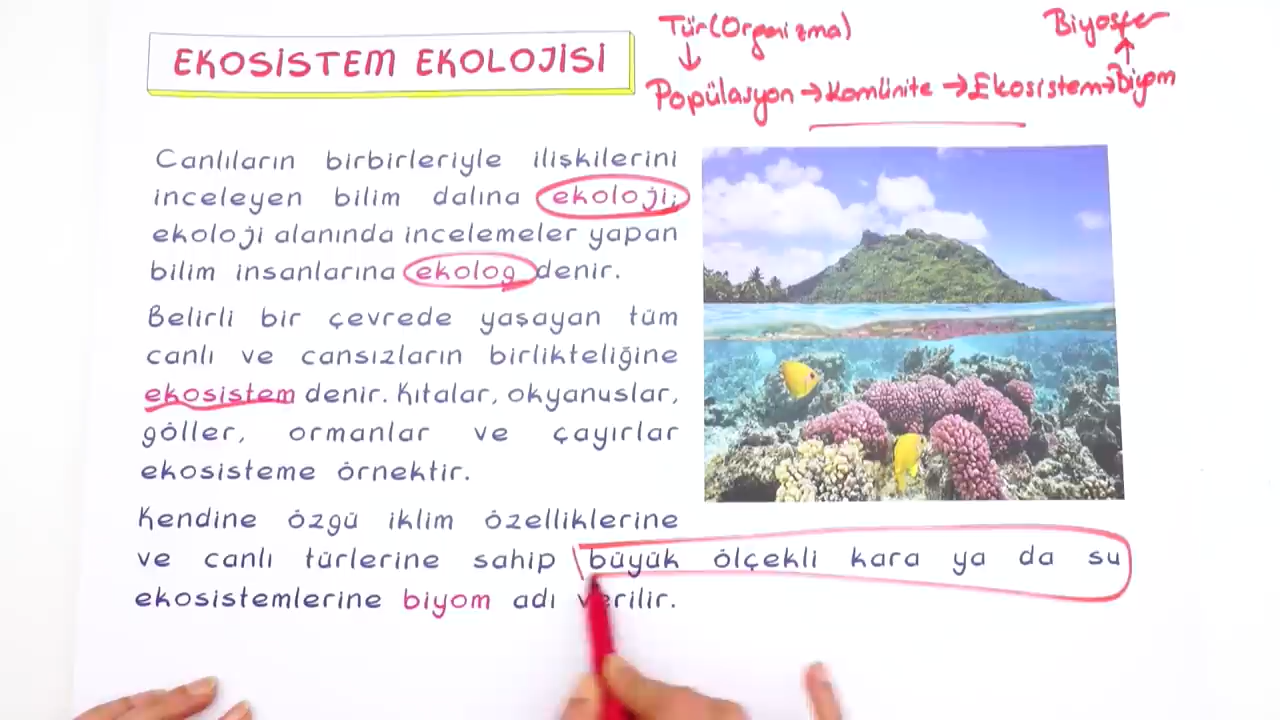 EKOSİSTEM EKOLOJİSİ
Tür(Organizma)
↓
Biyosfer
↑
Popülasyon → Komünite → Ekosistem → Biyom
Canlıların birbirleriyle ilişkilerini
inceleyen bilim dalına ekoloji;
ekoloji alanında incelemeler yapan
bilim insanlarına ekolog denir.
Belirli bir çevrede yaşayan tüm
canlı ve cansızların birlikteliğine
ekosistem denir. Kıtalar, okyanuslar,
göller, ormanlar ve çayırlar
ekosisteme örnektir.
Kendine özgü iklim özelliklerine
ve canlı türlerine sahip büyük ölçekli kara ya da su
ekosistemlerine biyom adı verilir.